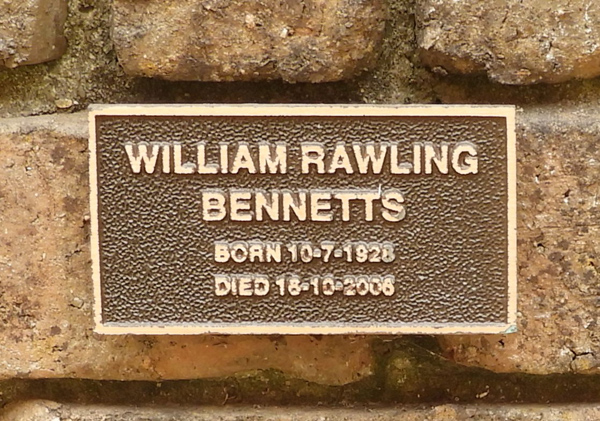 WILLIAM RAWLING
BENNETTS
BORN 10-7-1928
DIED 18-10-2006